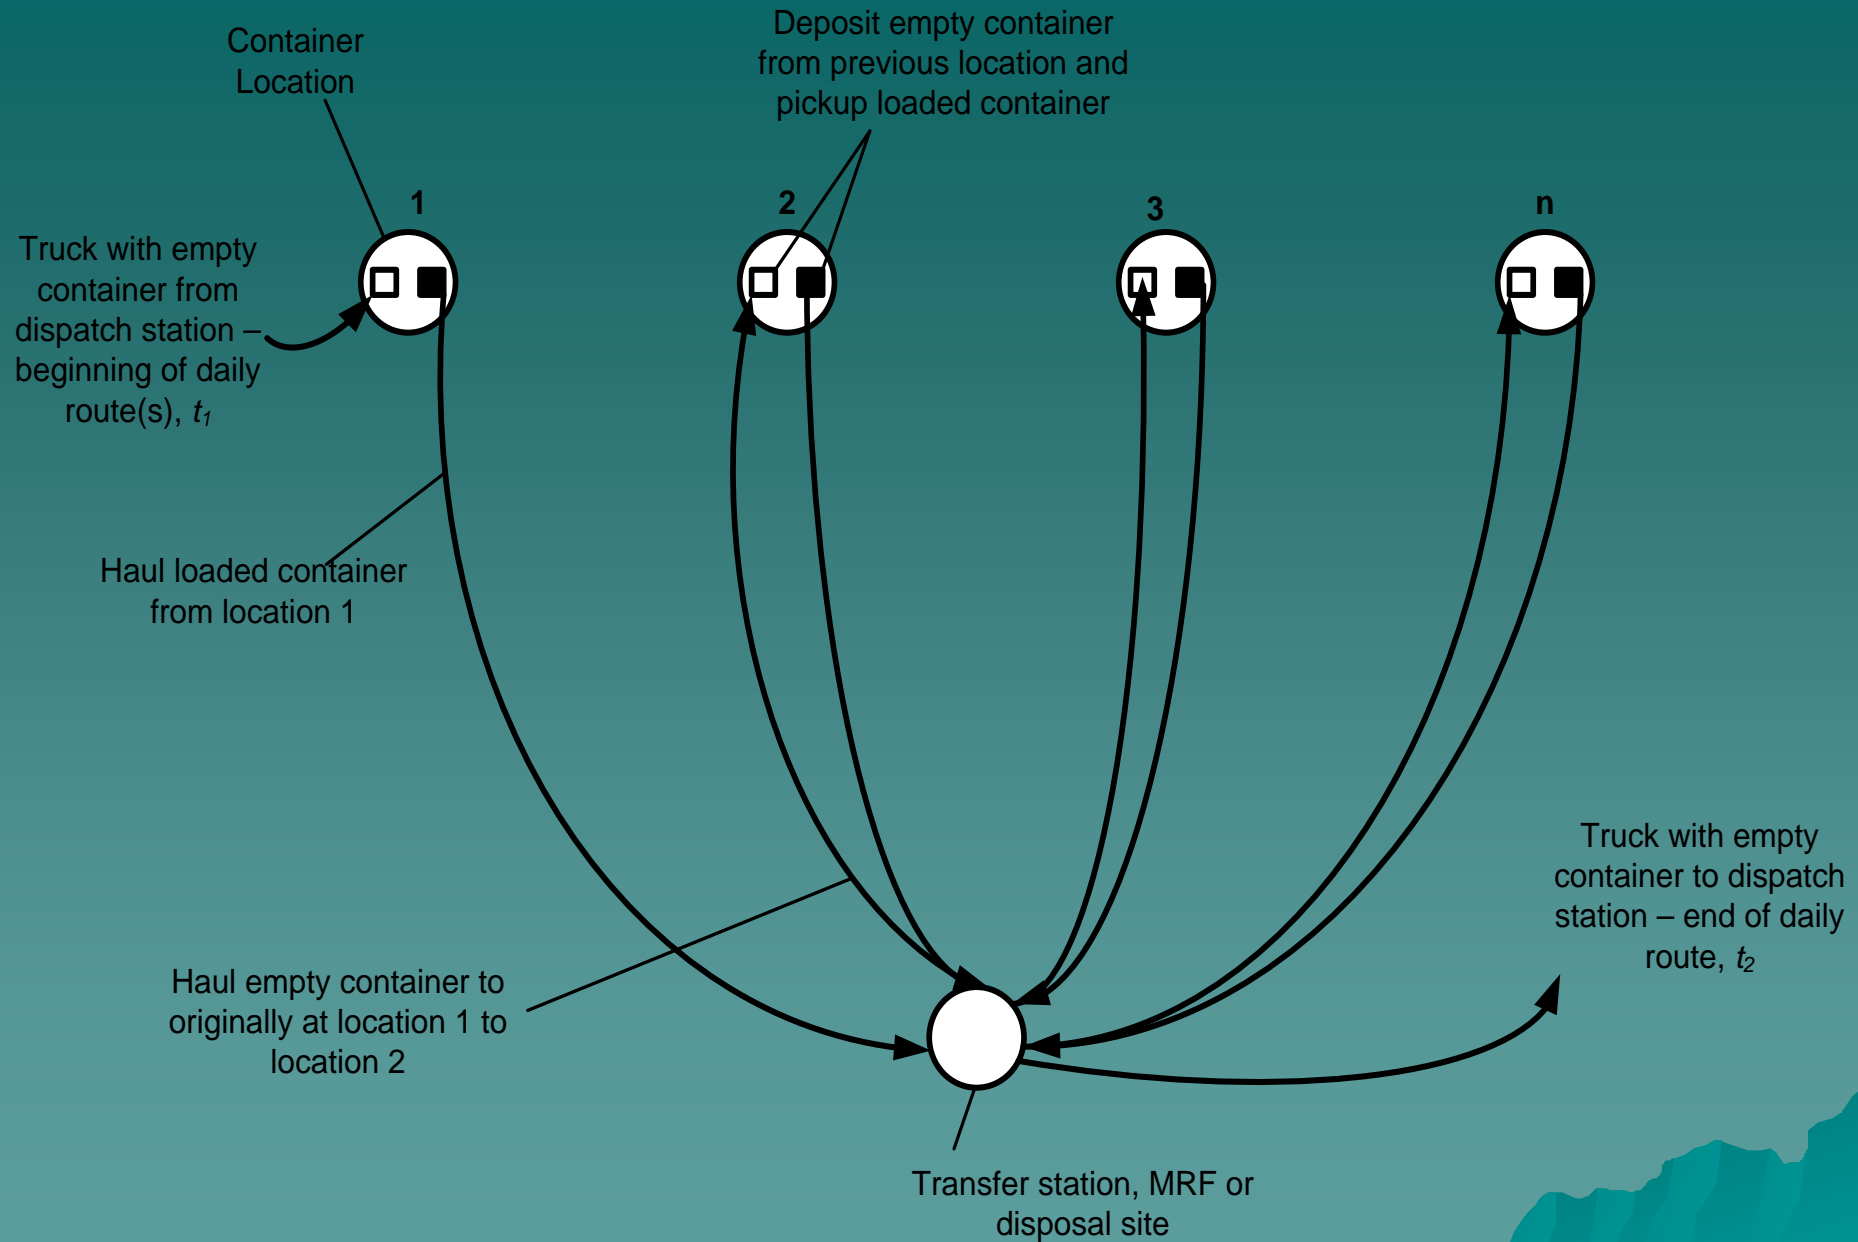 Container
Location
Deposit empty container
from previous location and
pickup loaded container
1
2
3
n
Truck with empty
container from
dispatch station –
beginning of daily
route(s), t1
Haul loaded container
from location 1
Truck with empty
container to dispatch
station – end of daily
route, t2
Haul empty container to
originally at location 1 to
location 2
Transfer station, MRF or
disposal site